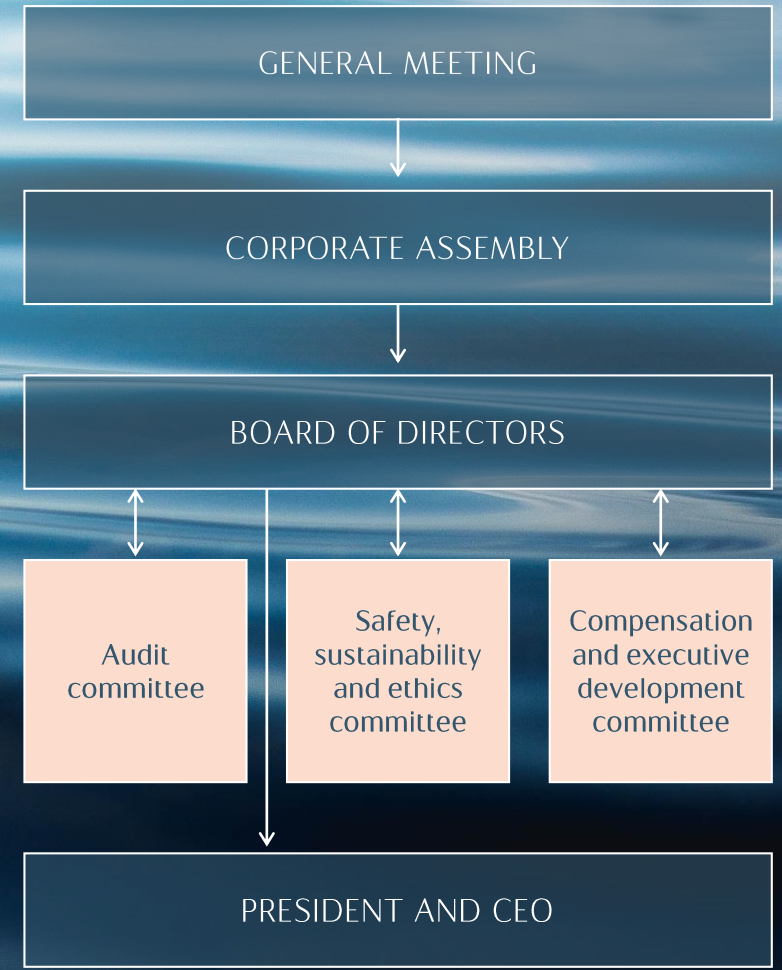 GENERAL MEETING
CORPORATE ASSEMBLY
BOARD OF DIRECTORS
Audit
committee
Safety,
sustainability
and ethics
committee
Compensation
and executive
development
committee
PRESIDENT AND CEO